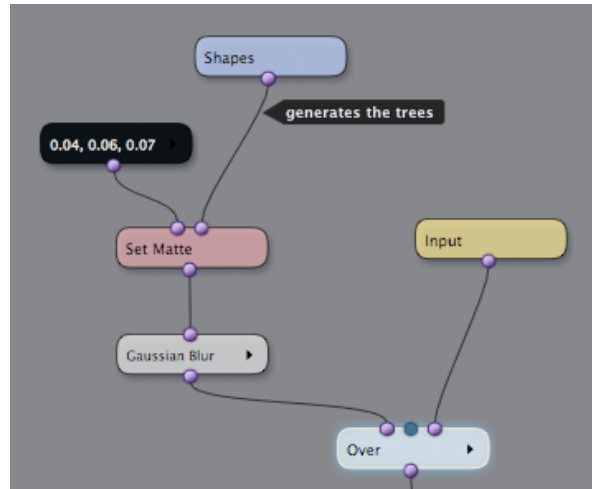 Shapes
generates the trees
0.04, 0.06, 0.07
Set Matte
Input
Gaussian Blur
Over